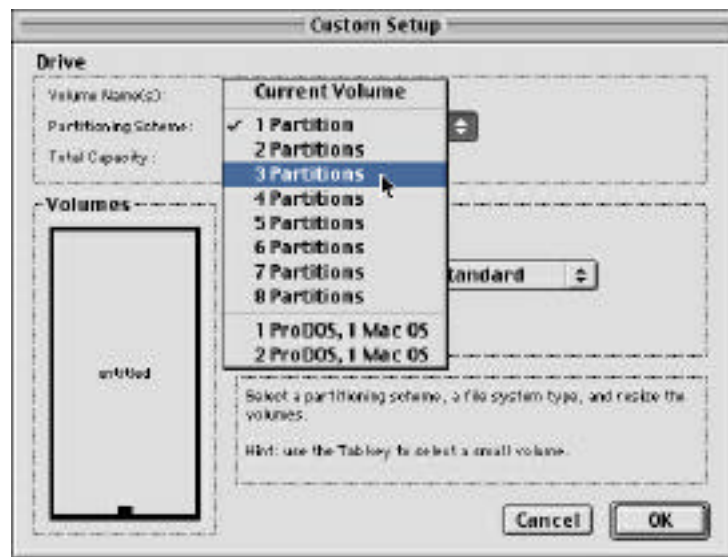 Custom Setup
Drive
Volume Name(s):
Partitioning Scheme:
Total Capacity :
Current Volume
✓ 1 Partition
2 Partitions
3 Partitions
4 Partitions
5 Partitions
6 Partitions
7 Partitions
8 Partitions
1 ProDOS, 1 Mac OS
2 ProDOS, 1 Mac OS
Volumes
untitled
tandard
Select a partitioning scheme, a file system type, and resize the
volumes.
Hint: use the Tab key to select a small volume.
Cancel
OK